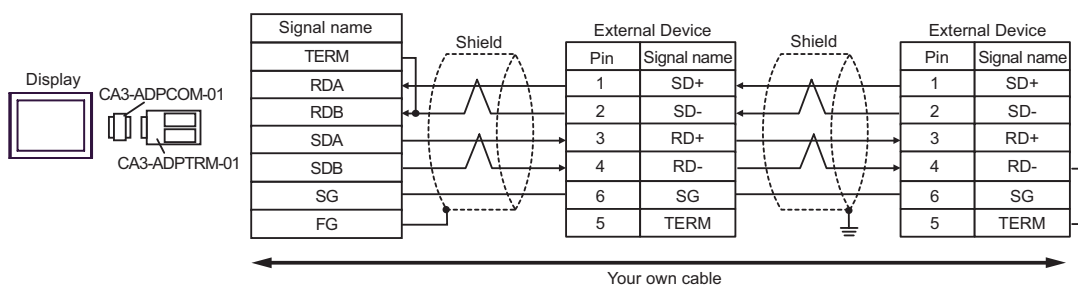 Display
CA3-ADPCOM-01
CA3-ADPTRM-01
Signal name
TERM
RDA
RDB
SDA
SDB
SG
FG
Shield
External Device
Pin Signal name
1 SD+
2 SD-
3 RD+
4 RD-
6 SG
5 TERM
Shield
External Device
Pin Signal name
1 SD+
2 SD-
3 RD+
4 RD-
6 SG
5 TERM
Your own cable